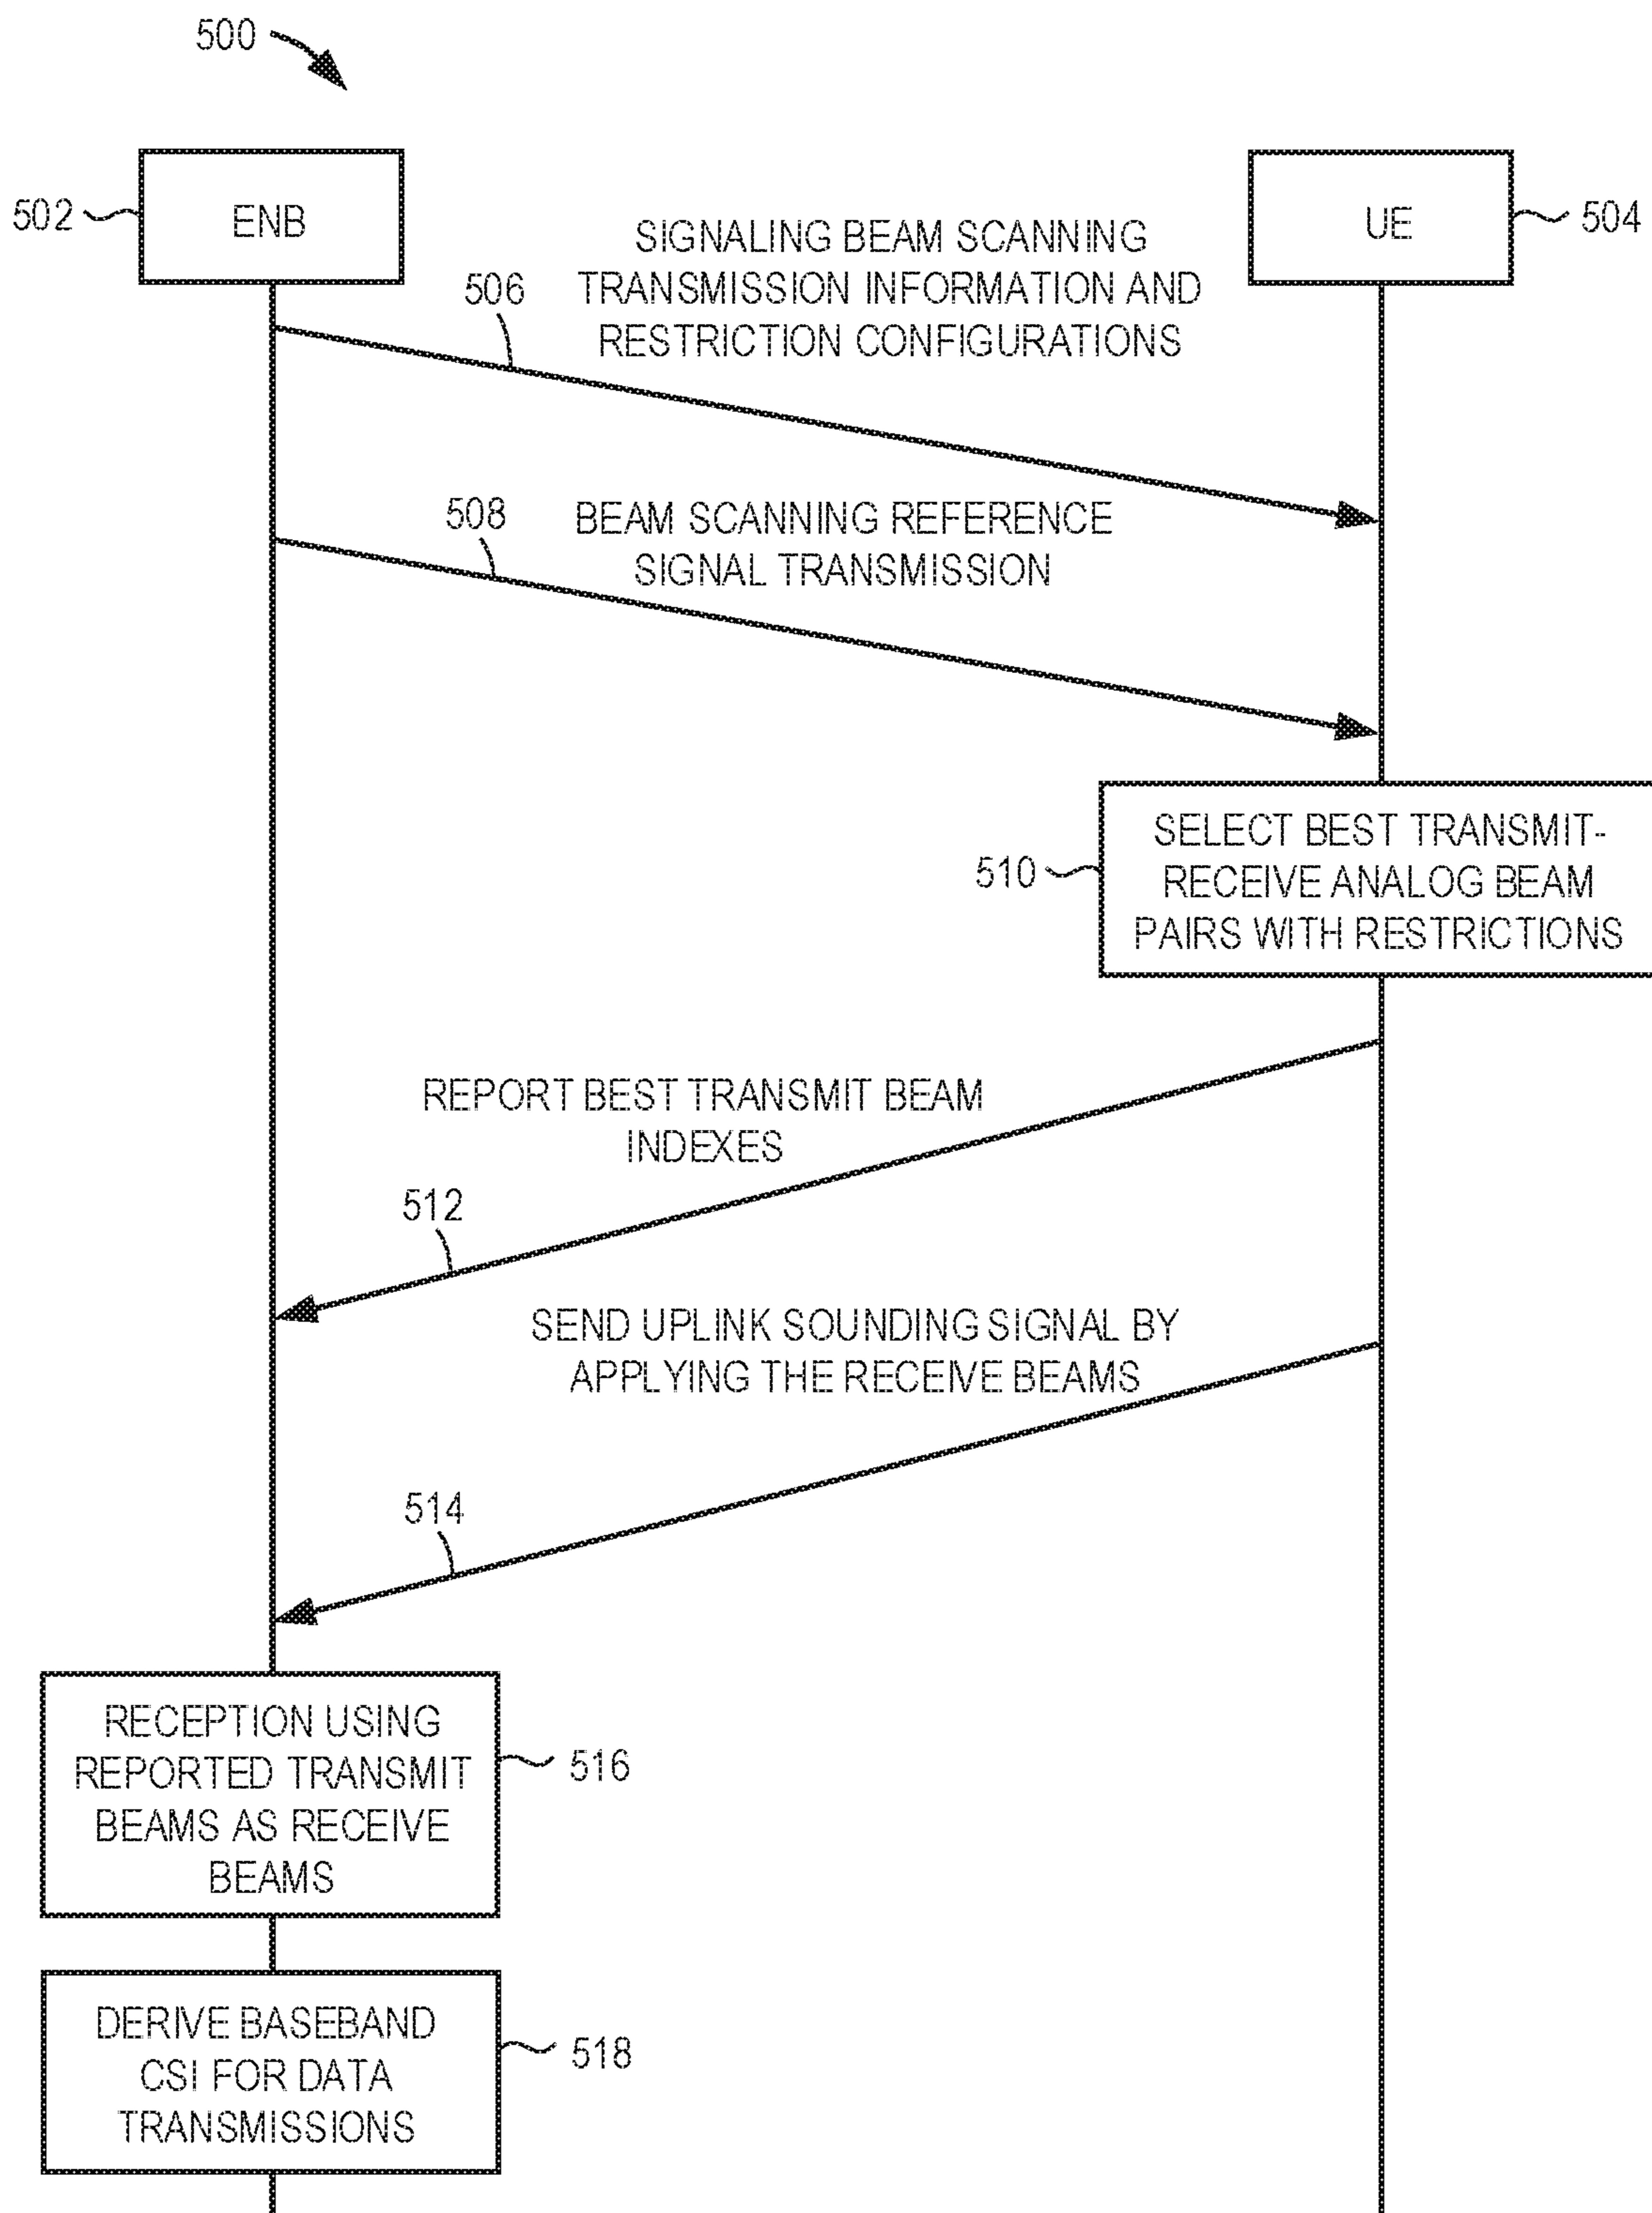 500
502
ENB
UE
504
506
SIGNALING BEAM SCANNING
TRANSMISSION INFORMATION AND
RESTRICTION CONFIGURATIONS
508
BEAM SCANNING REFERENCE
SIGNAL TRANSMISSION
510
SELECT BEST TRANSMIT-
RECEIVE ANALOG BEAM
PAIRS WITH RESTRICTIONS
REPORT BEST TRANSMIT BEAM
INDEXES
512
SEND UPLINK SOUNDING SIGNAL BY
APPLYING THE RECEIVE BEAMS
514
RECEPTION USING
REPORTED TRANSMIT
BEAMS AS RECEIVE
BEAMS
516
DERIVE BASEBAND
CSI FOR DATA
TRANSMISSIONS
518